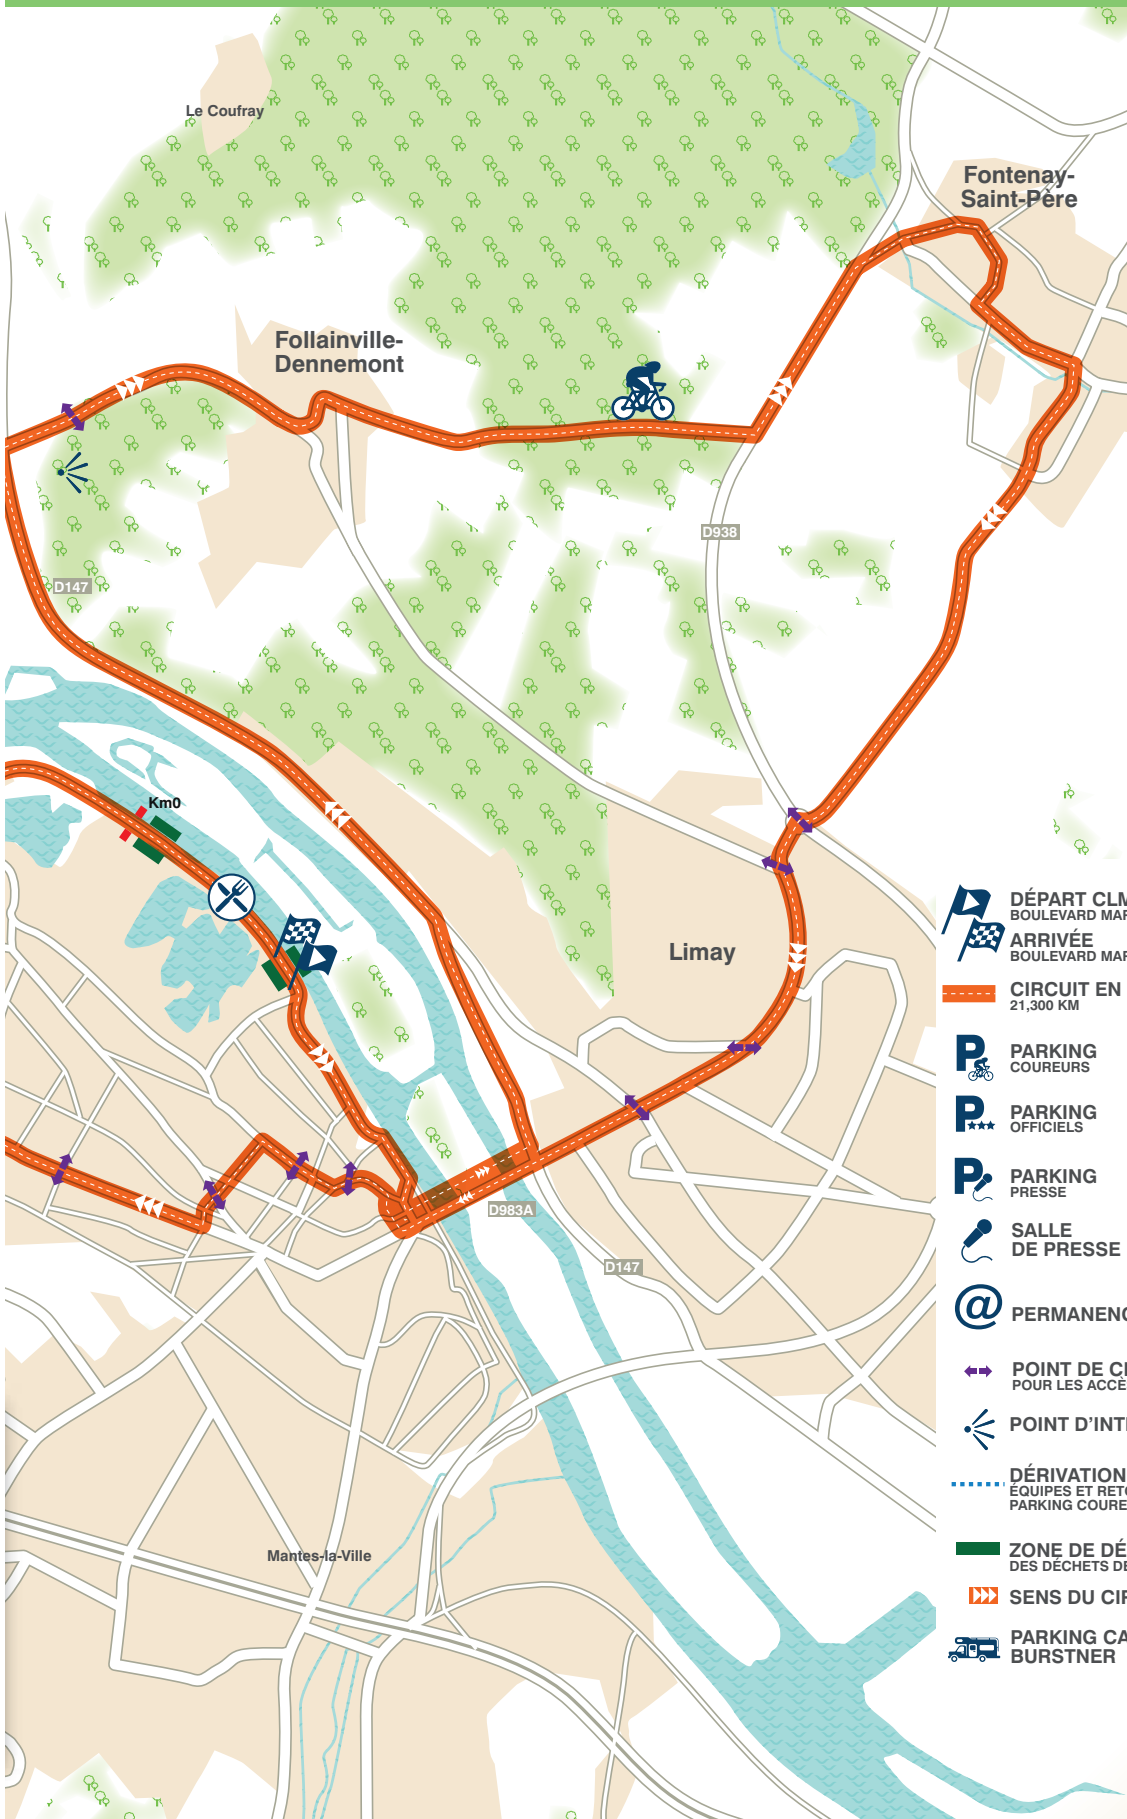 Le Coufray
Fontenay-
Saint-Père
Follainville-
Dennemont
D938
D147
Km0
Limay
D983A
D147
Mantes-la-Ville
DÉPART CLM
BOULEVARD MAR
ARRIVÉE
BOULEVARD MAR
CIRCUIT EN
21,300 KM
P PARKING
COUREURS
P PARKING
OFFICIELS
P PARKING
PRESSE
SALLE
DE PRESSE
@ PERMANENC
POINT DE C
POUR LES ACCÈ
POINT D'INT
DÉRIVATION
ÉQUIPES ET RETO
PARKING COURE
ZONE DE DÉ
DES DÉCHETS DE
SENS DU CIR
PARKING CA
BURSTNER